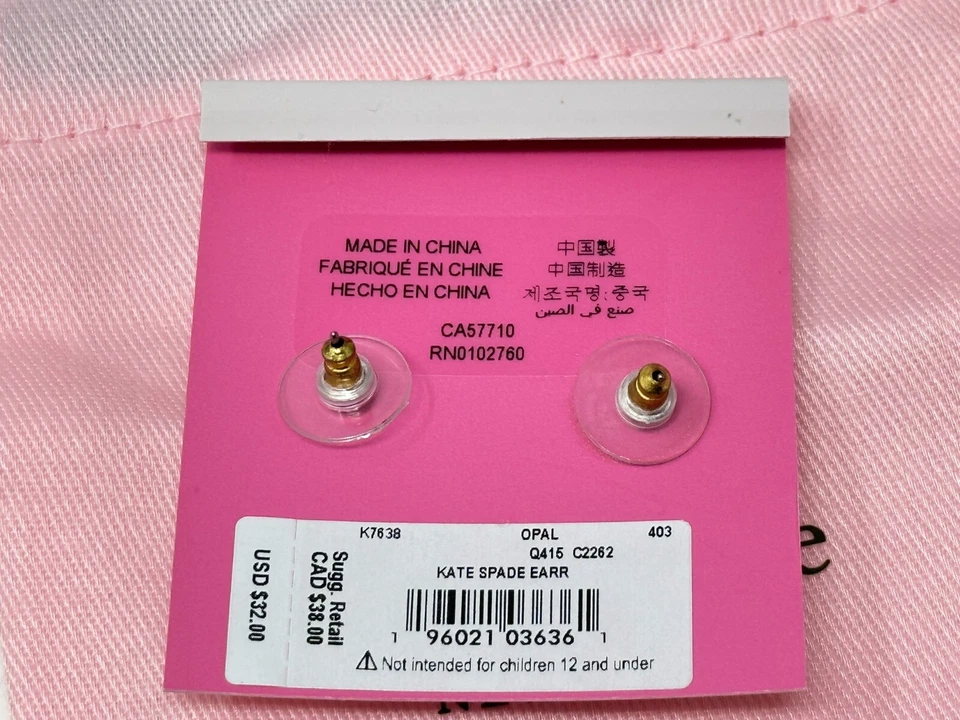 MADE IN CHINA
FABRIQUÉ EN CHINE
HECHO EN CHINA
中国製
中国制造
제조국명:중국
صنع في الصين
CA57710
RN0102760
K7638 OPAL 403
Q415 C2262
KATE SPADE EARR
1 96021 03636 1
⚠ Not intended for children 12 and under
Sugg. Retail
CAD $38.00
USD $32.00
e